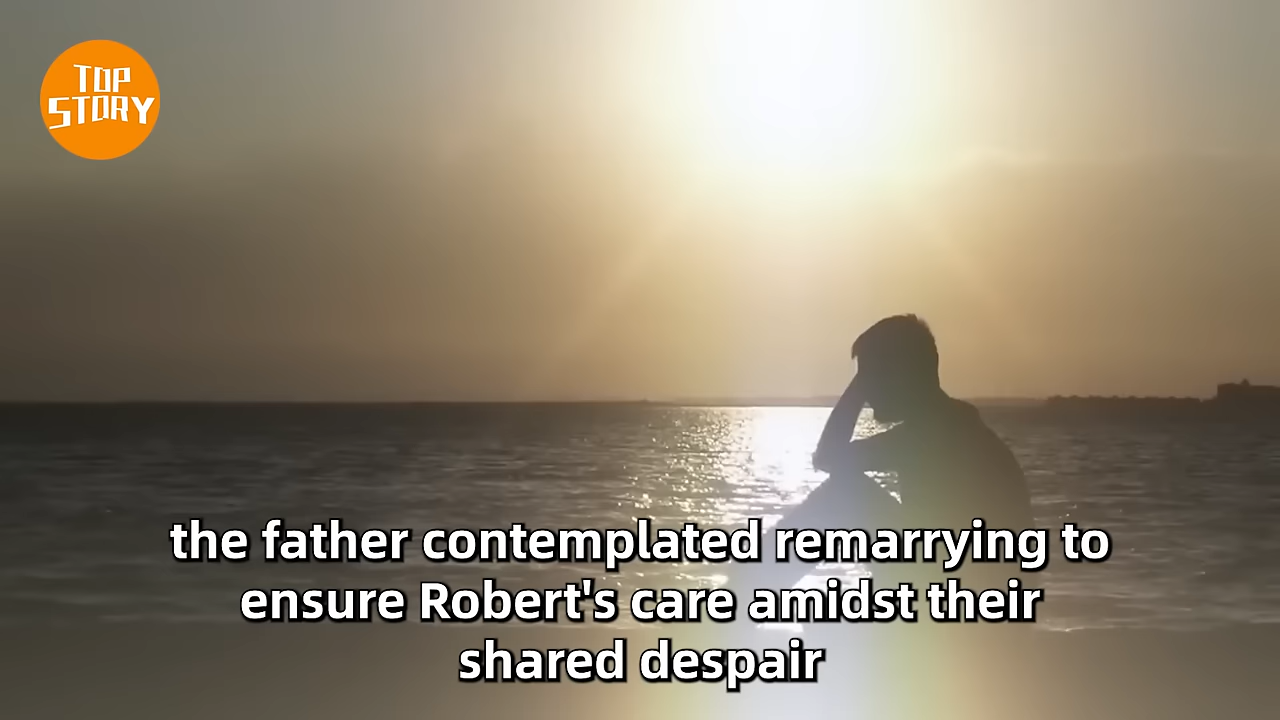 TOP
STORY
the father contemplated remarrying to
ensure Robert's care amidst their
shared despair